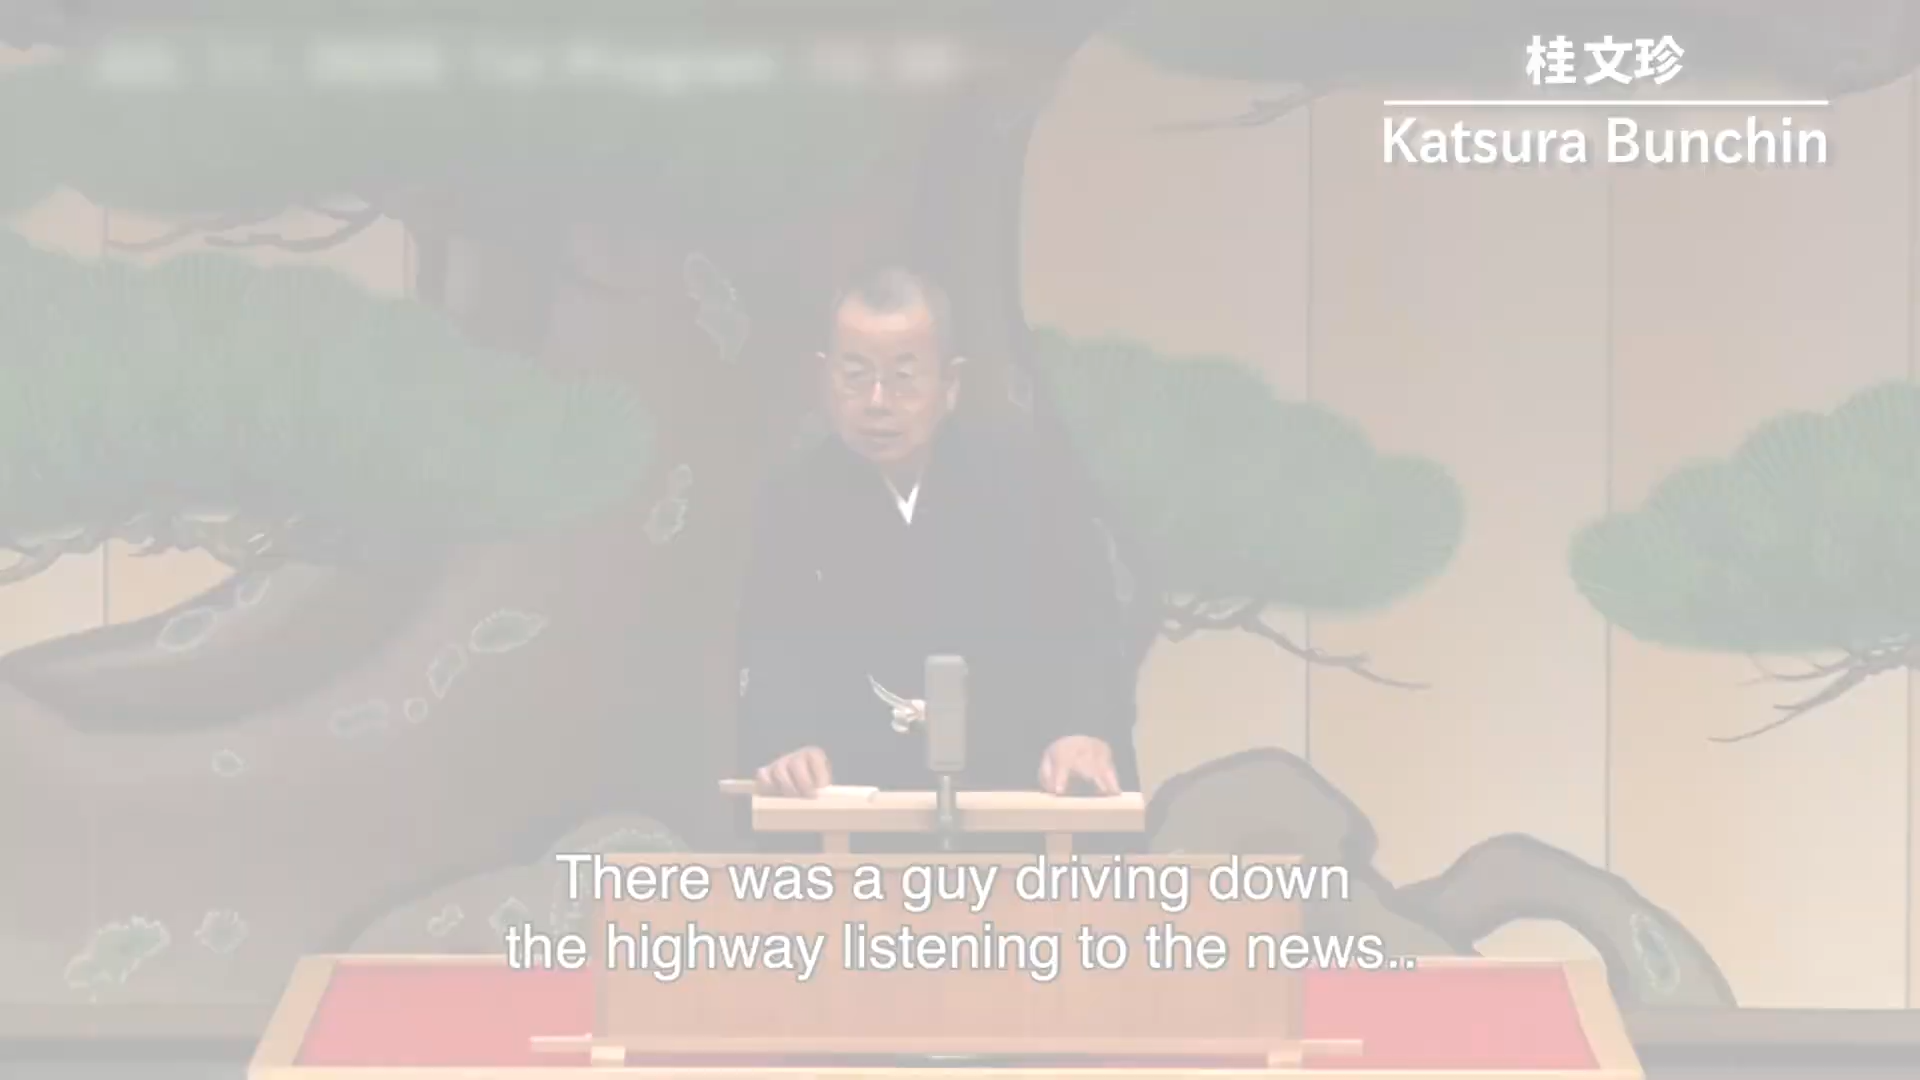 桂文珍
Katsura Bunchin
There was a guy driving down
the highway listening to the news..